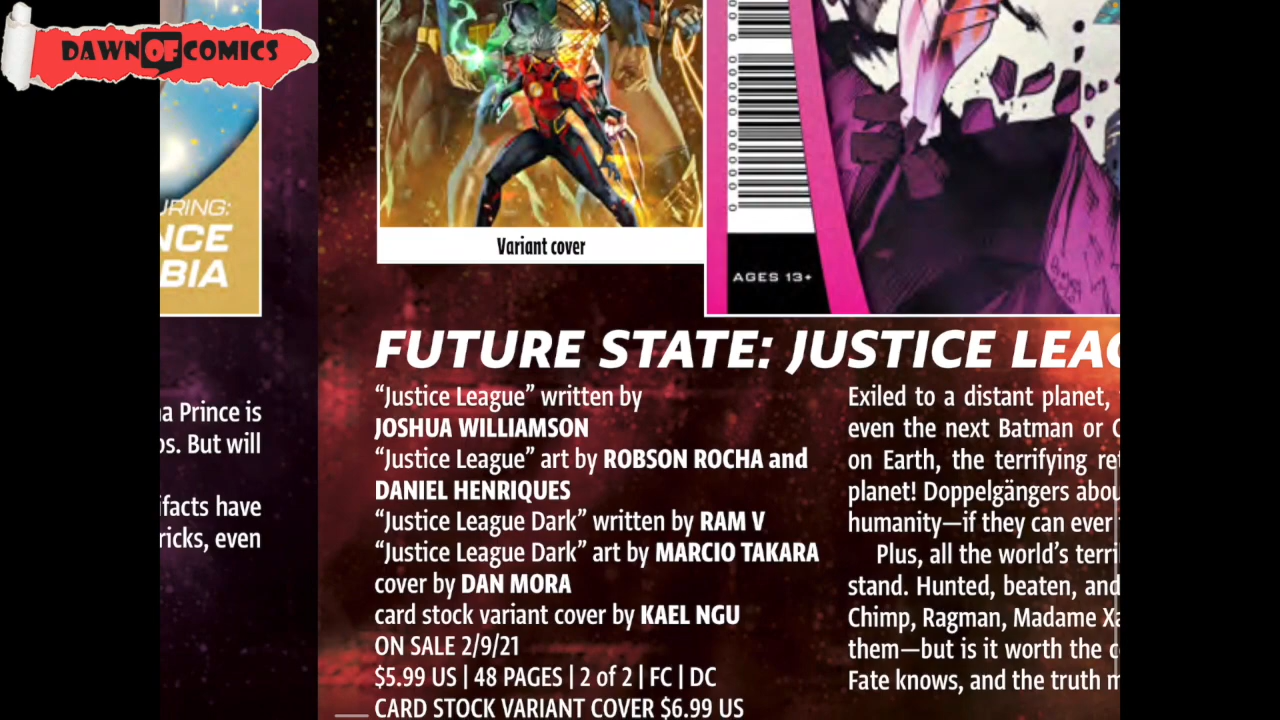 DAWN OF COMICS
URING:
NCE
BIA
a Prince is
os. But will
ifacts have
ricks, even
Variant cover
AGES 13+
FUTURE STATE: JUSTICE LEAG
“Justice League” written by
JOSHUA WILLIAMSON
“Justice League” art by ROBSON ROCHA and
DANIEL HENRIQUES
“Justice League Dark” written by RAM V
“Justice League Dark” art by MARCIO TAKARA
cover by DAN MORA
card stock variant cover by KAEL NGU
ON SALE 2/9/21
$5.99 US | 48 PAGES | 2 of 2 | FC | DC
CARD STOCK VARIANT COVER $6.99 US
Exiled to a distant planet,
even the next Batman or
on Earth, the terrifying re
planet! Doppelgängers abou
humanity—if they can ever
Plus, all the world’s terri
stand. Hunted, beaten, and
Chimp, Ragman, Madame Xa
them—but is it worth the
Fate knows, and the truth m